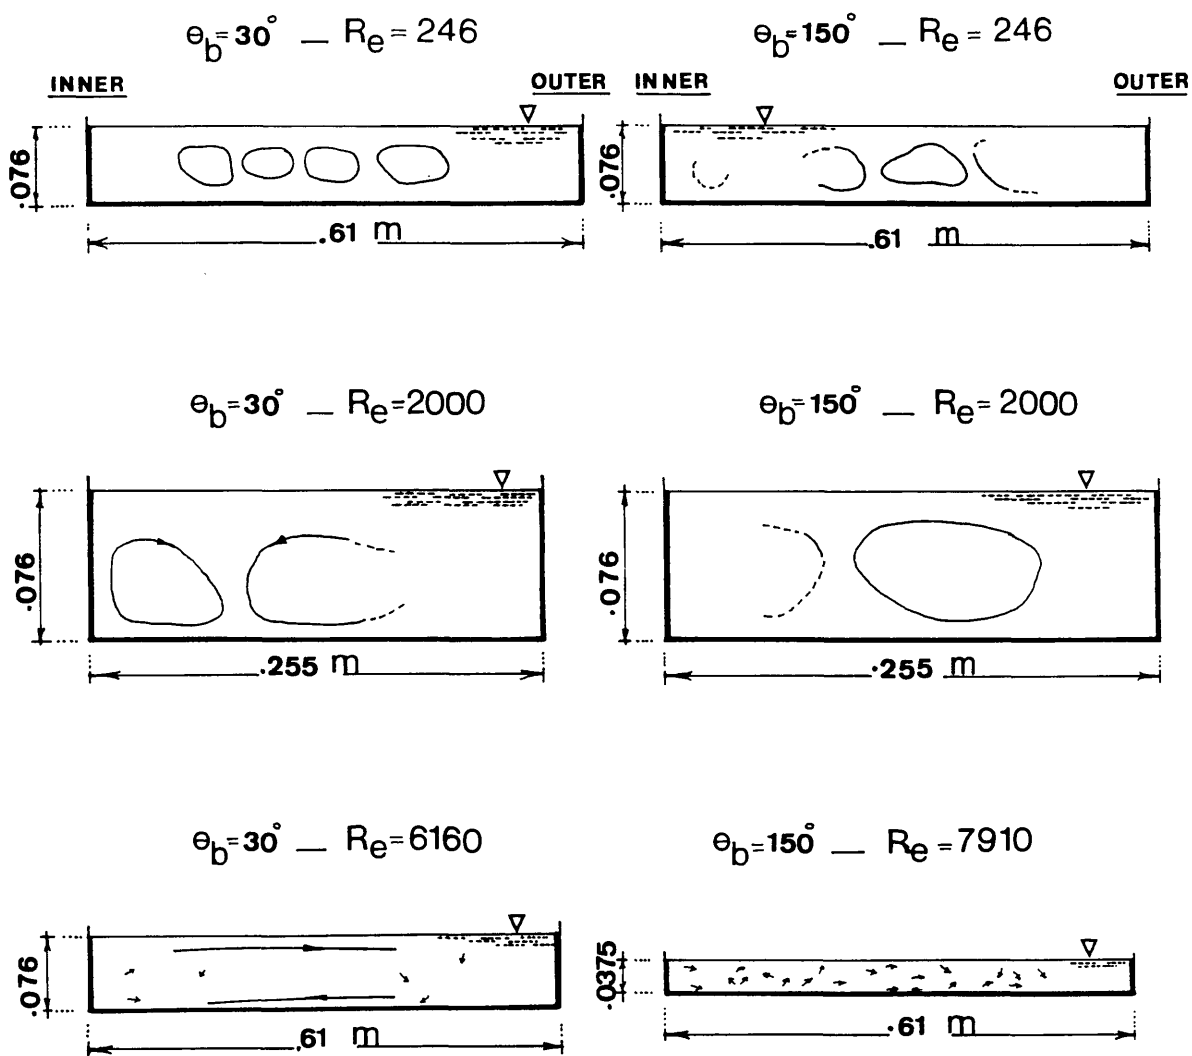 θb=30° — Re=246
θb=150° — Re=246
INNER
OUTER
INNER
OUTER
.076
.61 m
.076
.61 m
θb=30° — Re=2000
θb=150° — Re=2000
.076
.255 m
.076
.255 m
θb=30° — Re=6160
θb=150° — Re=7910
.076
.61 m
.0375
.61 m